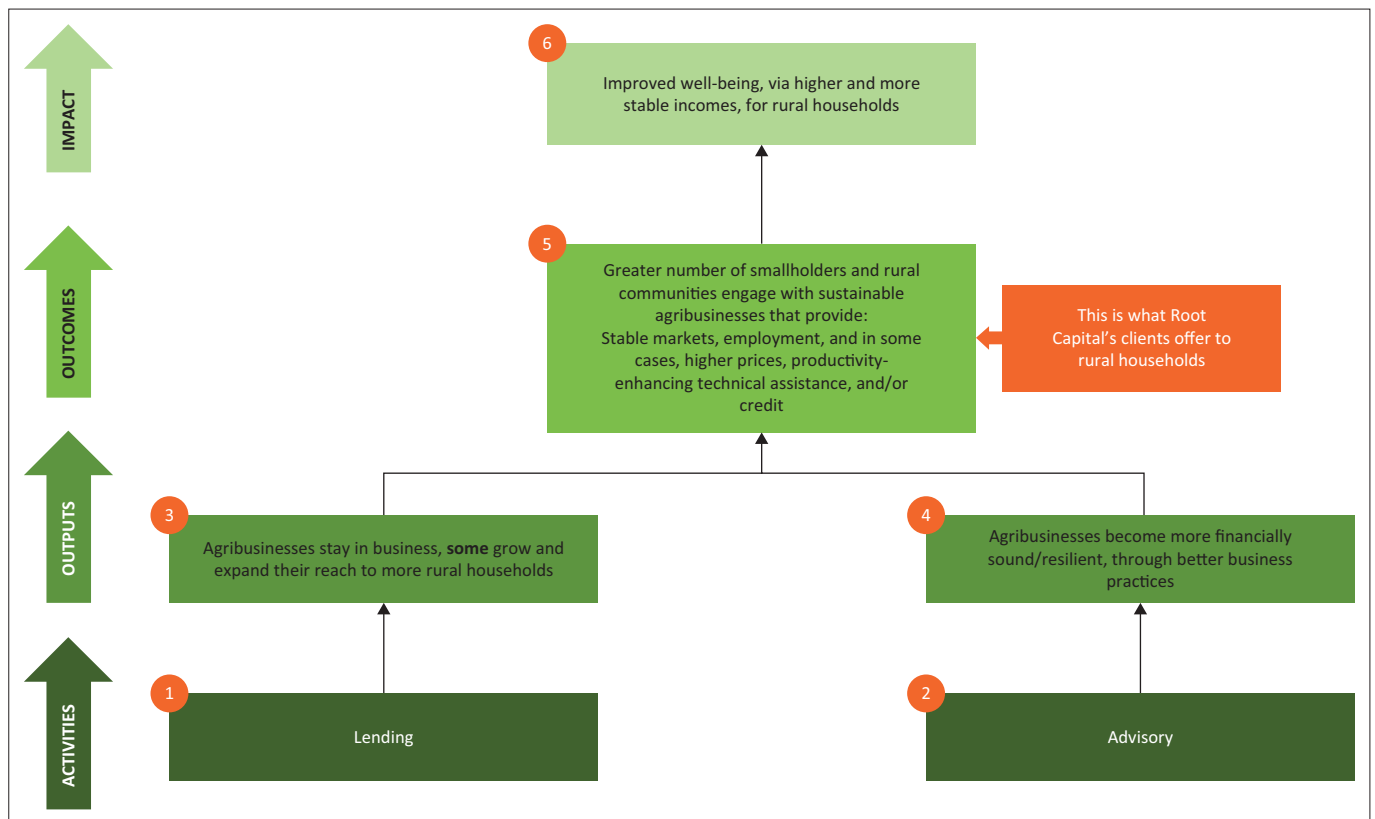 IMPACT
6
Improved well-being, via higher and more
stable incomes, for rural households
OUTCOMES
5
Greater number of smallholders and rural
communities engage with sustainable
agribusinesses that provide:
Stable markets, employment, and in some
cases, higher prices, productivity-
enhancing technical assistance, and/or
credit
This is what Root
Capital’s clients offer to
rural households
OUTPUTS
3
Agribusinesses stay in business, some grow and
expand their reach to more rural households
4
Agribusinesses become more financially
sound/resilient, through better business
practices
ACTIVITIES
1
Lending
2
Advisory